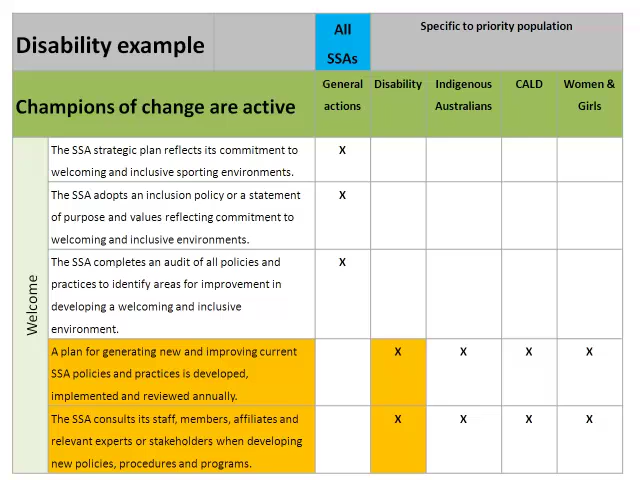 Disability example
All
SSAs
Specific to priority population
Champions of change are active
General
actions
Disability
Indigenous
Australians
CALD
Women &
Girls
Welcome
The SSA strategic plan reflects its commitment to
welcoming and inclusive sporting environments.
X
The SSA adopts an inclusion policy or a statement
of purpose and values reflecting commitment to
welcoming and inclusive environments.
X
The SSA completes an audit of all policies and
practices to identify areas for improvement in
developing a welcoming and inclusive
environment.
X
A plan for generating new and improving current
SSA policies and practices is developed,
implemented and reviewed annually.
X X X X
The SSA consults its staff, members, affiliates and
relevant experts or stakeholders when developing
new policies, procedures and programs.
X X X X